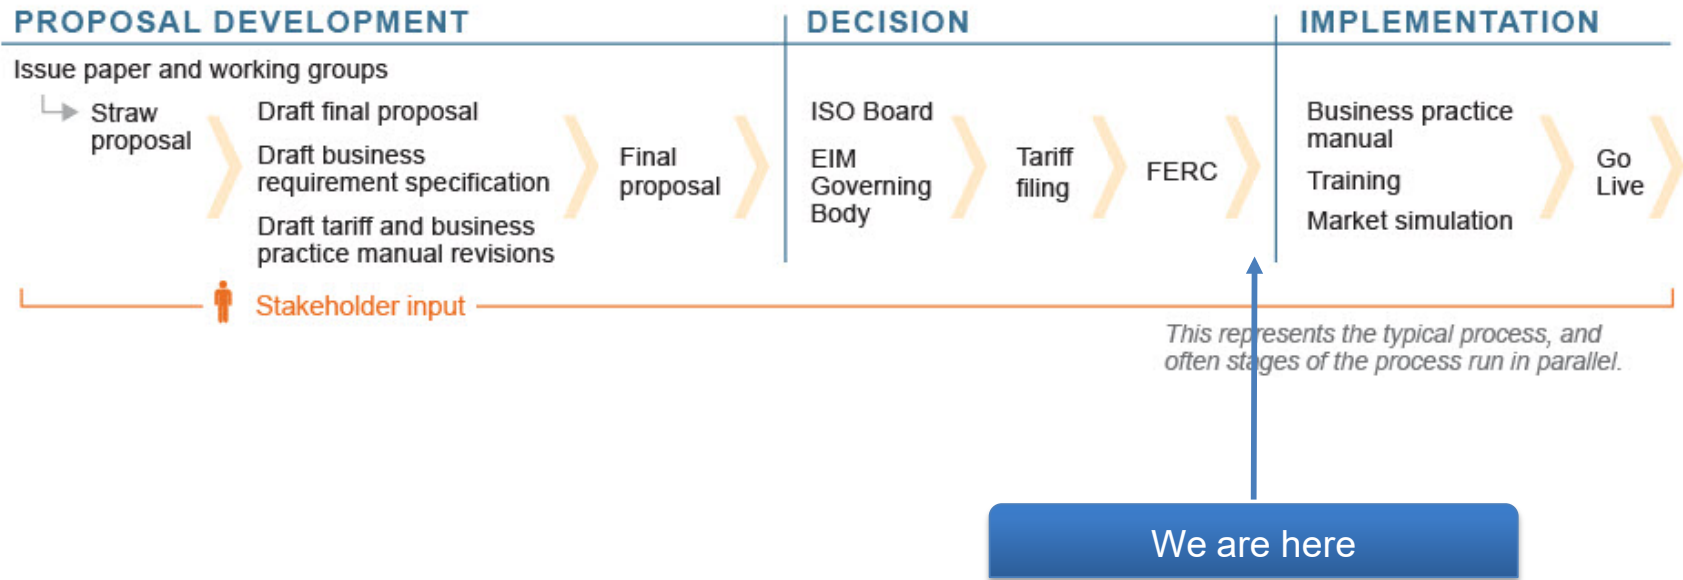 PROPOSAL DEVELOPMENT
DECISION
IMPLEMENTATION
Issue paper and working groups
Straw
proposal
Draft final proposal
Draft business
requirement specification
Draft tariff and business
practice manual revisions
Final
proposal
ISO Board
EIM
Governing
Body
Tariff
filing
FERC
Business practice
manual
Training
Market simulation
Go
Live
Stakeholder input
This represents the typical process, and
often stages of the process run in parallel.
We are here